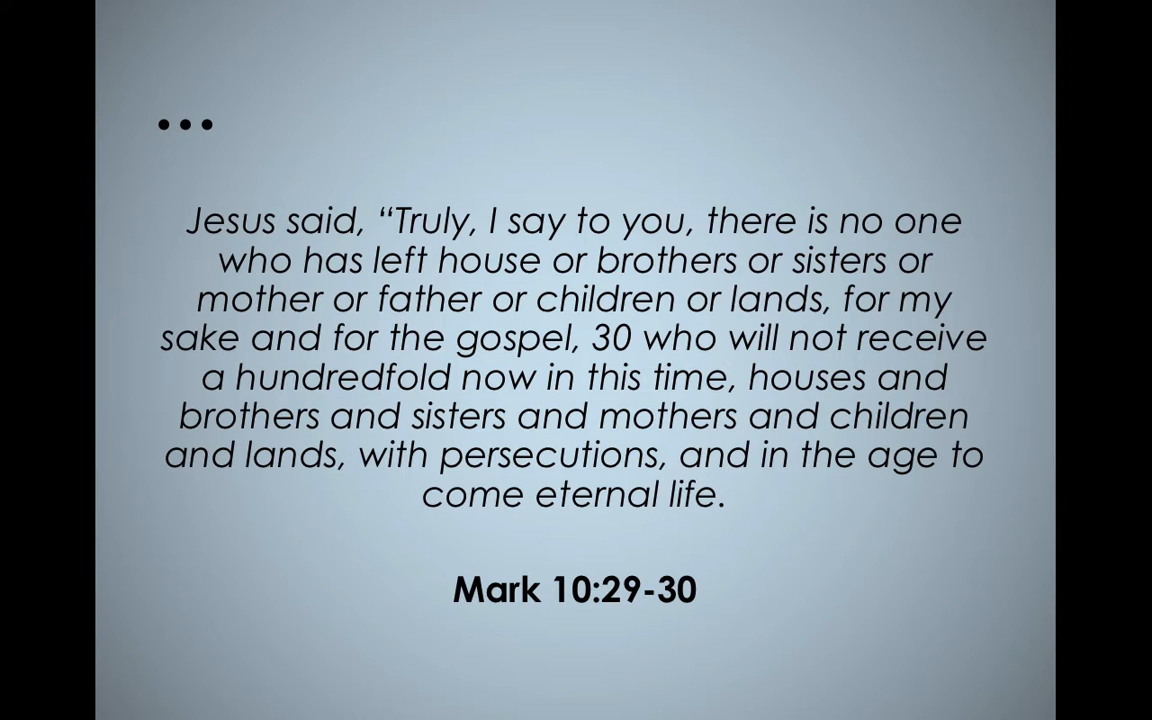 ...
Jesus said, “Truly, I say to you, there is no one
who has left house or brothers or sisters or
mother or father or children or lands, for my
sake and for the gospel, 30 who will not receive
a hundredfold now in this time, houses and
brothers and sisters and mothers and children
and lands, with persecutions, and in the age to
come eternal life.
Mark 10:29-30